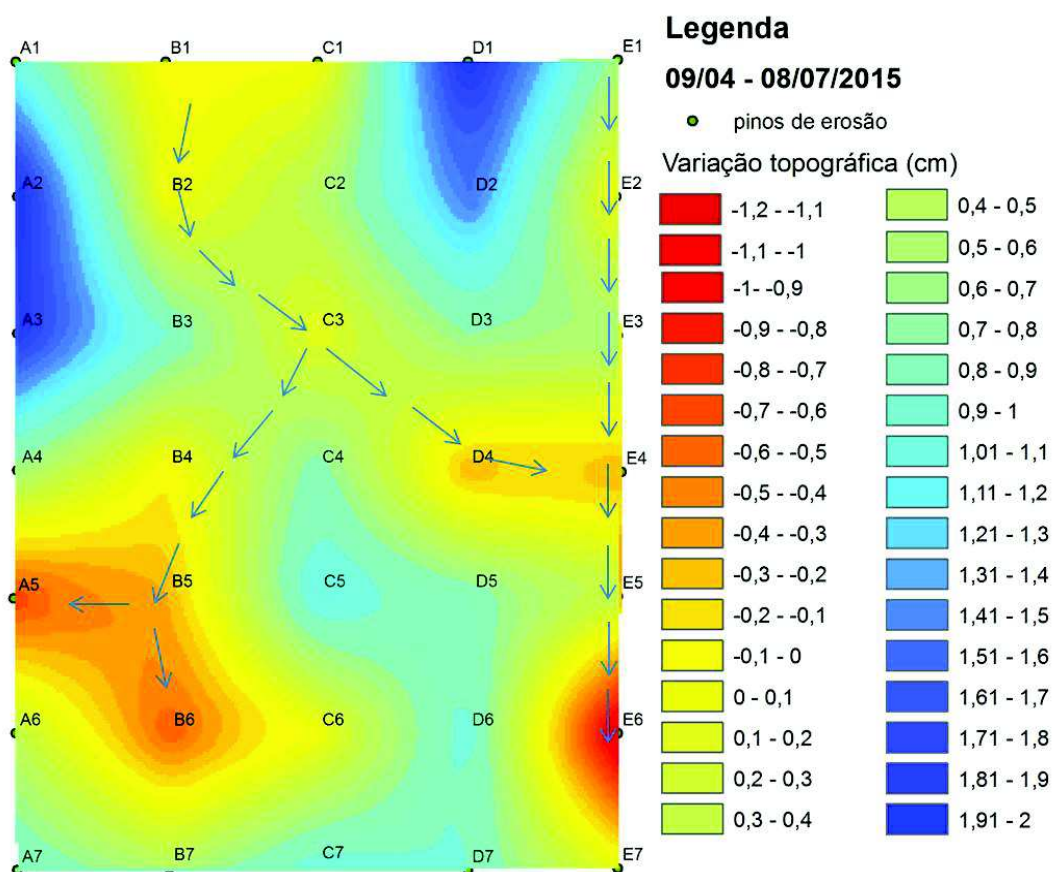 A1 B1 C1 D1 E1
A2 B2 C2 D2 E2
A3 B3 C3 D3 E3
A4 B4 C4 D4 E4
A5 B5 C5 D5 E5
A6 B6 C6 D6 E6
A7 B7 C7 D7 E7
Legenda
09/04 - 08/07/2015
pinos de erosão
Variação topográfica (cm)
-1,2 - -1,1
-1,1 - -1
-1- -0,9
-0,9 - -0,8
-0,8 - -0,7
-0,7 - -0,6
-0,6 - -0,5
-0,5 - -0,4
-0,4 - -0,3
-0,3 - -0,2
-0,2 - -0,1
-0,1 - 0
0 - 0,1
0,1 - 0,2
0,2 - 0,3
0,3 - 0,4
0,4 - 0,5
0,5 - 0,6
0,6 - 0,7
0,7 - 0,8
0,8 - 0,9
0,9 - 1
1,01 - 1,1
1,11 - 1,2
1,21 - 1,3
1,31 - 1,4
1,41 - 1,5
1,51 - 1,6
1,61 - 1,7
1,71 - 1,8
1,81 - 1,9
1,91 - 2